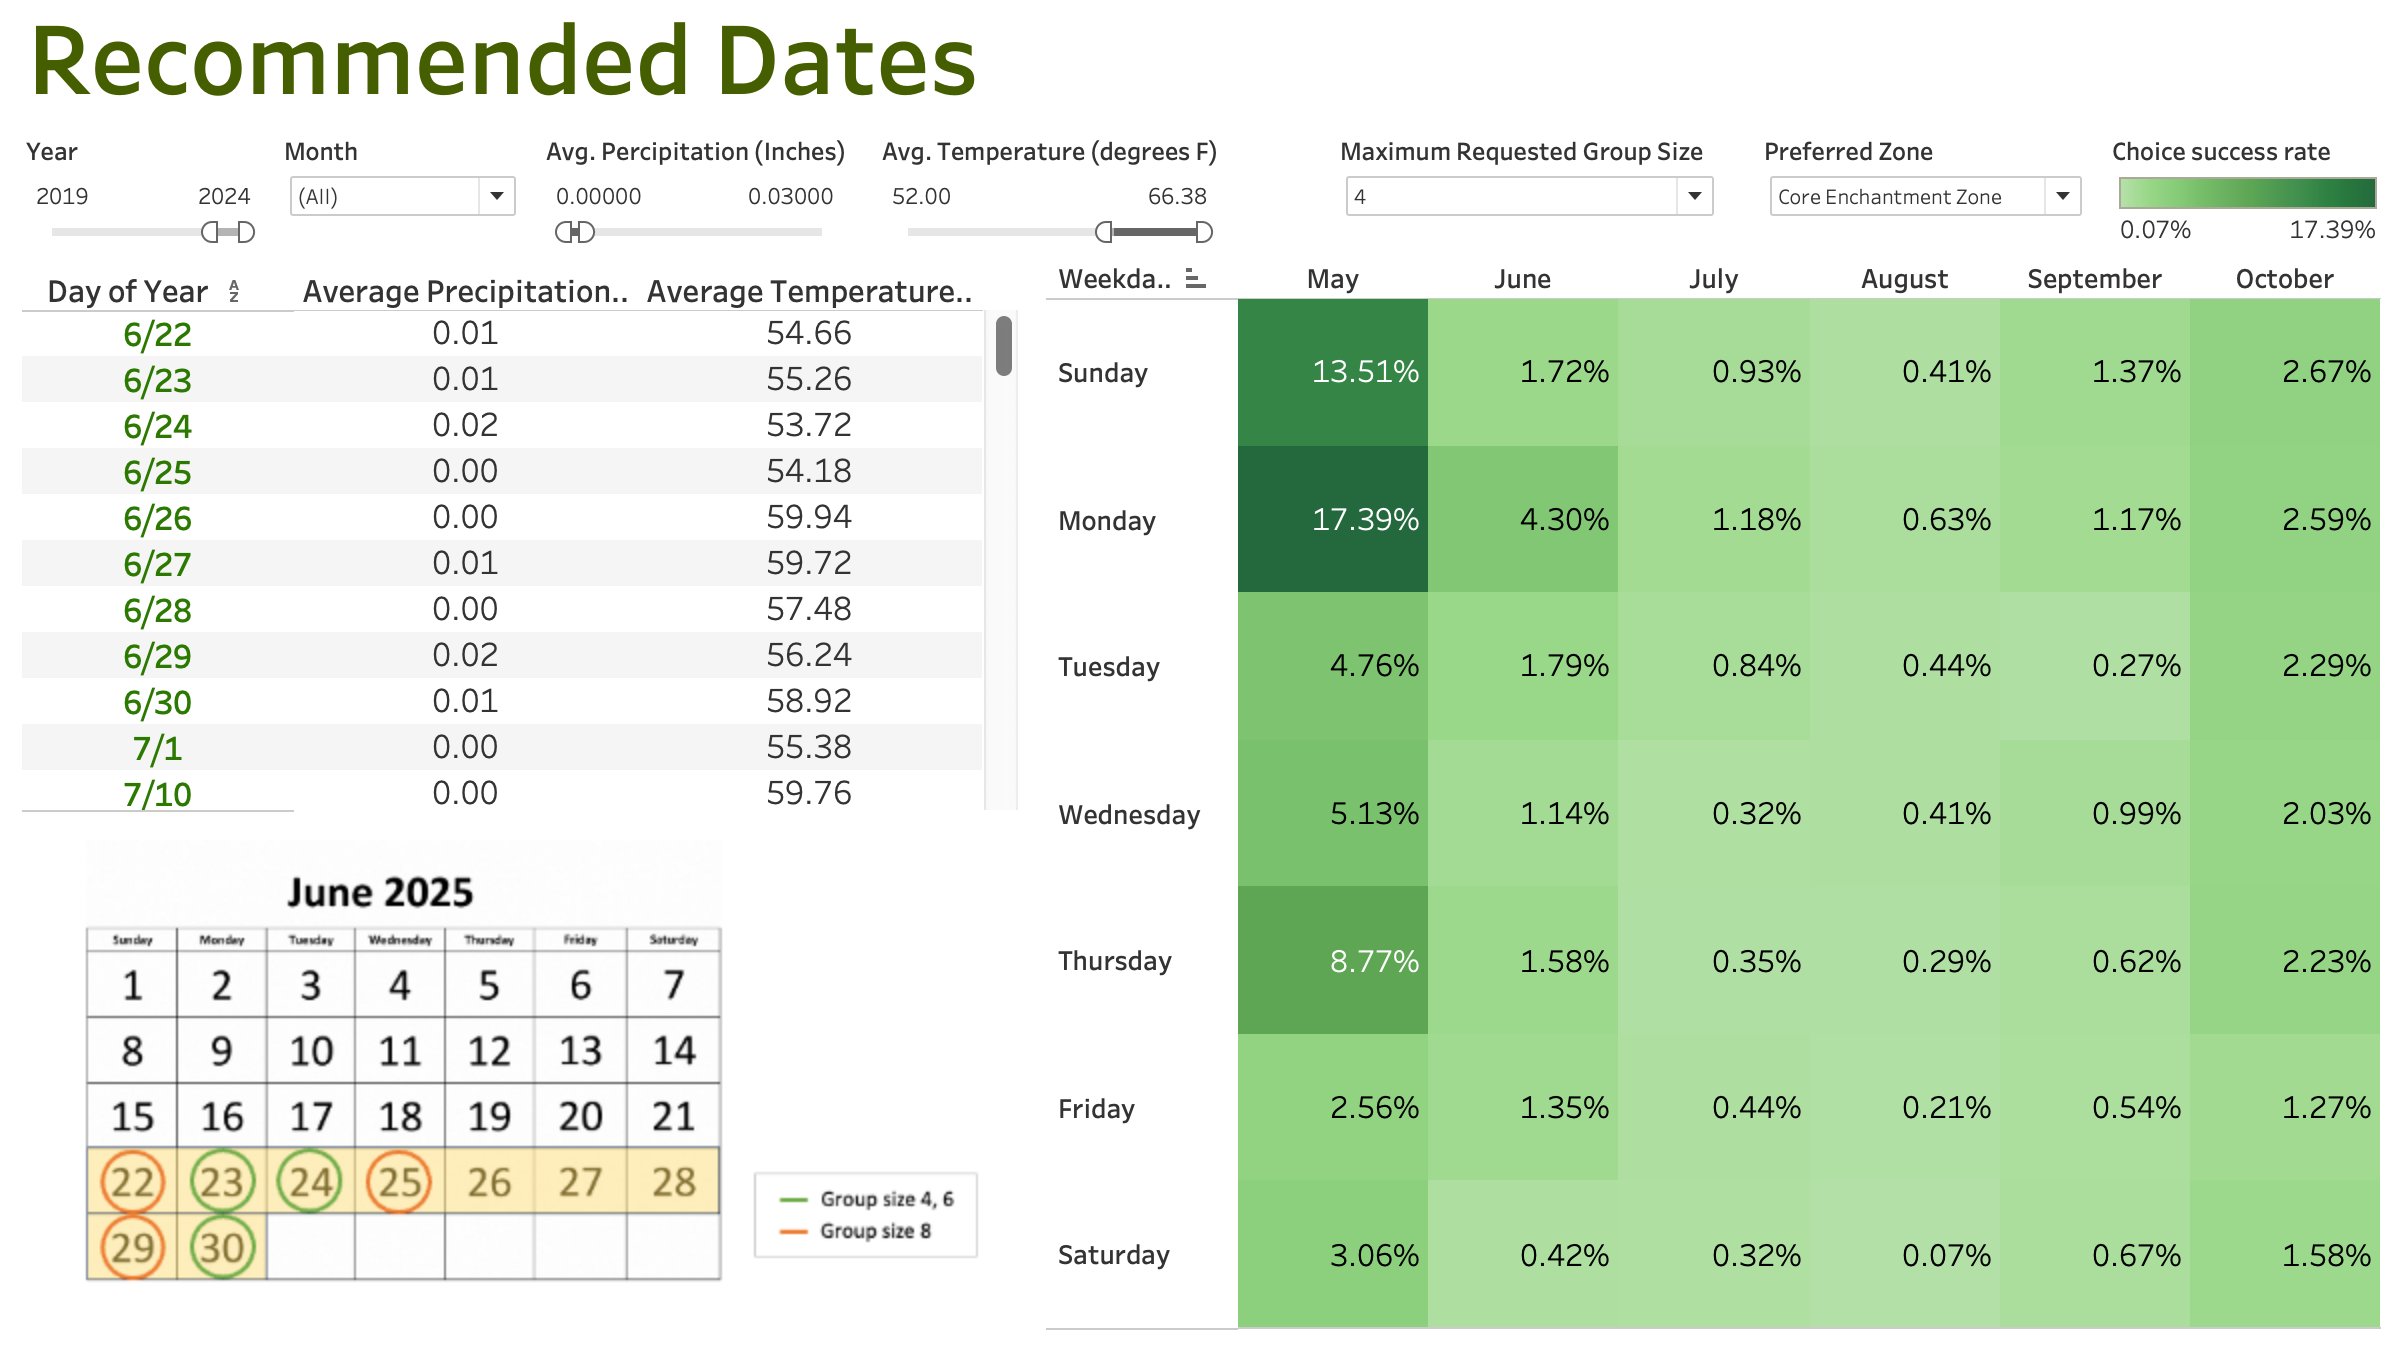 Recommended Dates
Year
2019 2024
Month
(All)
Avg. Percipitation (Inches)
0.00000 0.03000
Avg. Temperature (degrees F)
52.00 66.38
Maximum Requested Group Size
4
Preferred Zone
Core Enchantment Zone
Choice success rate
0.07% 17.39%
Day of Year Average Precipitation.. Average Temperature..
6/22 0.01 54.66
6/23 0.01 55.26
6/24 0.02 53.72
6/25 0.00 54.18
6/26 0.00 59.94
6/27 0.01 59.72
6/28 0.00 57.48
6/29 0.02 56.24
6/30 0.01 58.92
7/1 0.00 55.38
7/10 0.00 59.76
June 2025
Sunday Monday Tuesday Wednesday Thursday Friday Saturday
1 2 3 4 5 6 7
8 9 10 11 12 13 14
15 16 17 18 19 20 21
22 23 24 25 26 27 28
29 30
Group size 4, 6
Group size 8
Weekda.. May June July August September October
Sunday 13.51% 1.72% 0.93% 0.41% 1.37% 2.67%
Monday 17.39% 4.30% 1.18% 0.63% 1.17% 2.59%
Tuesday 4.76% 1.79% 0.84% 0.44% 0.27% 2.29%
Wednesday 5.13% 1.14% 0.32% 0.41% 0.99% 2.03%
Thursday 8.77% 1.58% 0.35% 0.29% 0.62% 2.23%
Friday 2.56% 1.35% 0.44% 0.21% 0.54% 1.27%
Saturday 3.06% 0.42% 0.32% 0.07% 0.67% 1.58%